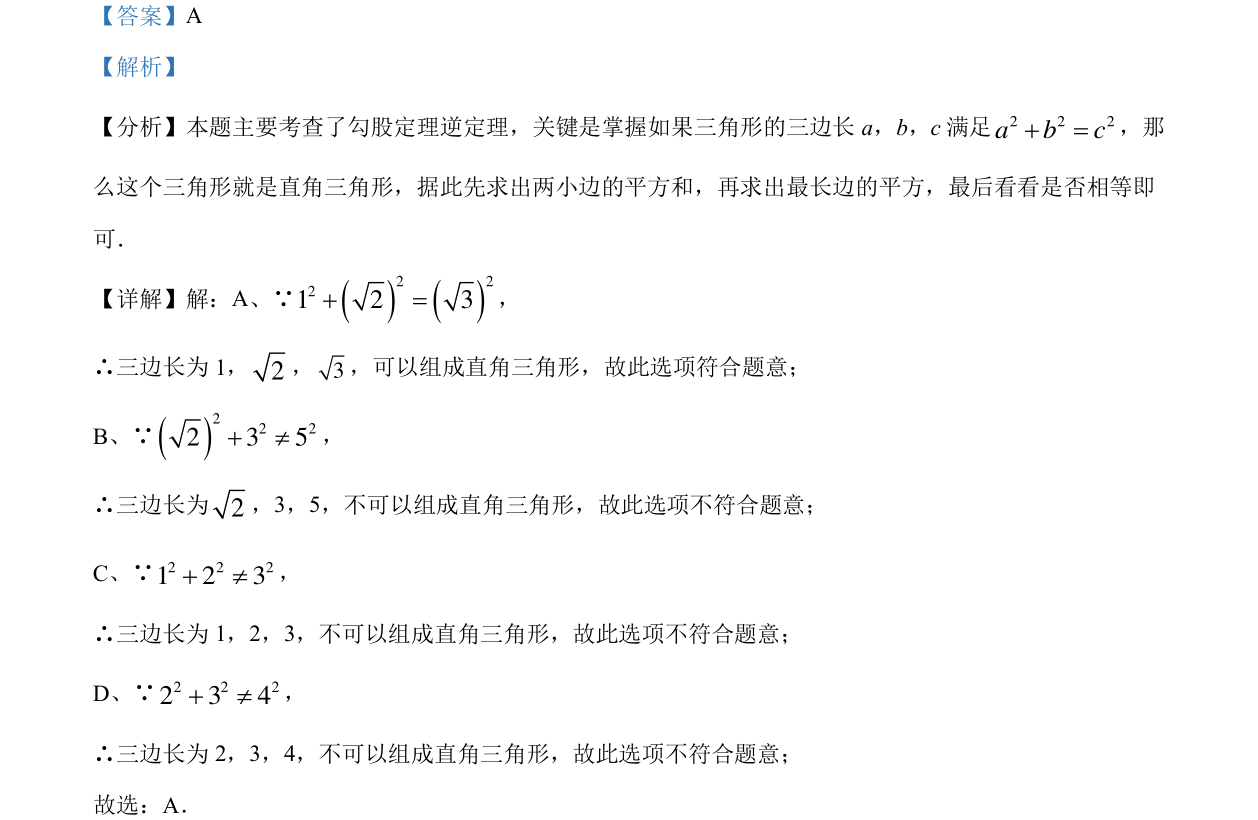 【答案】A
【解析】
【分析】本题主要考查了勾股定理逆定理，关键是掌握如果三角形的三边长 a，b，c 满足 a² + b² = c²，那
么这个三角形就是直角三角形，据此先求出两小边的平方和，再求出最长边的平方，最后看看是否相等即
可．
【详解】解：A、∵1² + (√2)² = (√3)²，
∴三边长为 1，√2，√3，可以组成直角三角形，故此选项符合题意；
B、∵(√2)² + 3² ≠ 5²，
∴三边长为√2，3，5，不可以组成直角三角形，故此选项不符合题意；
C、∵1² + 2² ≠ 3²，
∴三边长为 1，2，3，不可以组成直角三角形，故此选项不符合题意；
D、∵2² + 3² ≠ 4²，
∴三边长为 2，3，4，不可以组成直角三角形，故此选项不符合题意；
故选：A．